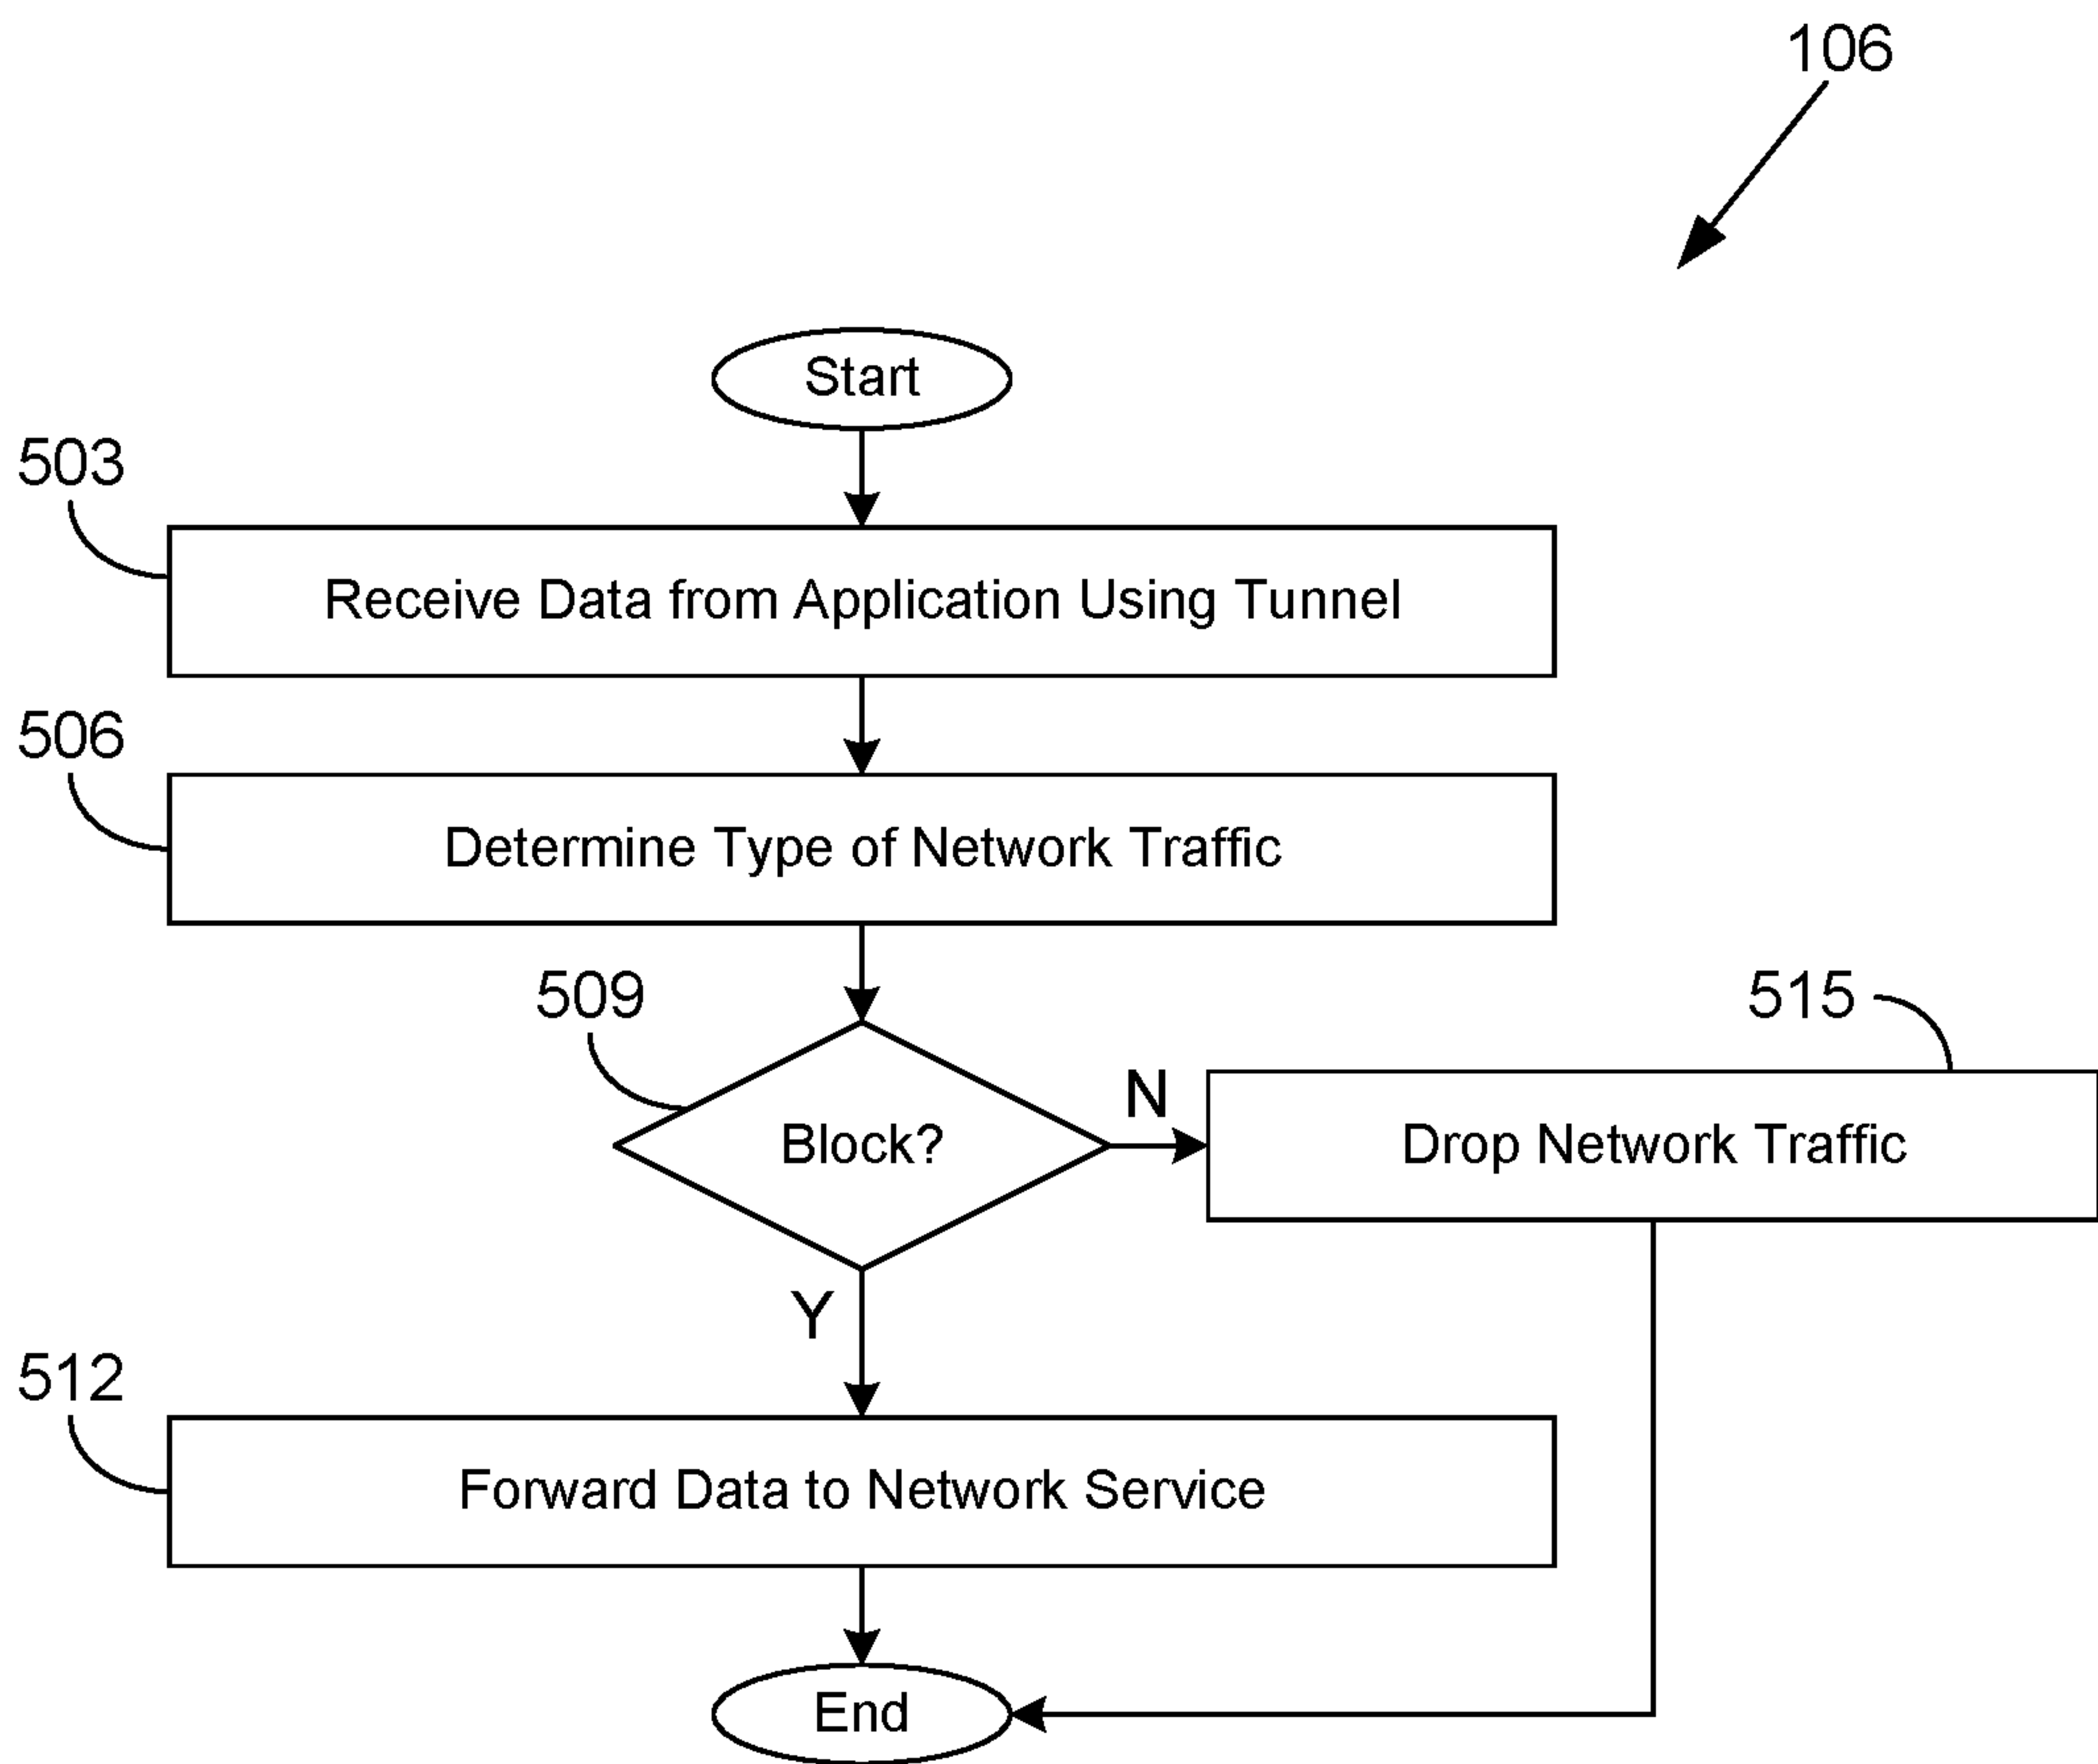 106
Start
503
Receive Data from Application Using Tunnel
506
Determine Type of Network Traffic
509
515
Block?
N
Drop Network Traffic
Y
512
Forward Data to Network Service
End